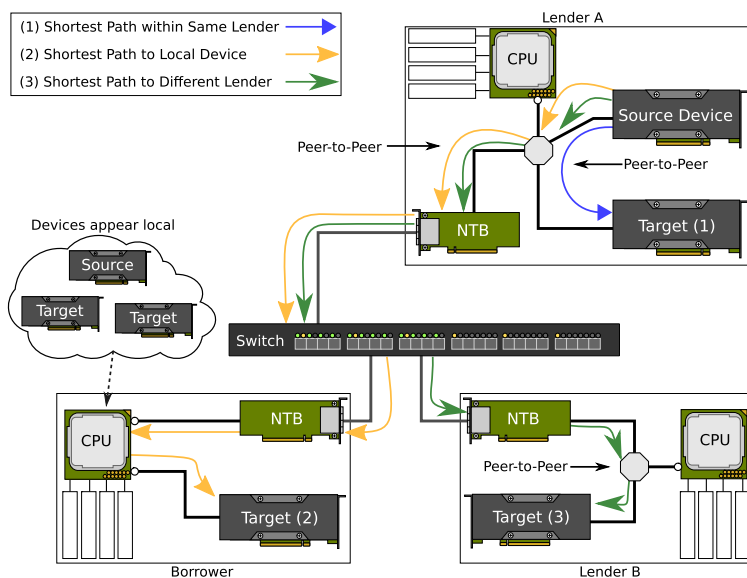 Lender A
(1) Shortest Path within Same Lender
(2) Shortest Path to Local Device
(3) Shortest Path to Different Lender
CPU
Source Device
Peer-to-Peer
Peer-to-Peer
NTB
Target (1)
Devices appear local
Source
Target
Target
Switch
NTB
CPU
Target (2)
Borrower
NTB
CPU
Peer-to-Peer
Target (3)
Lender B